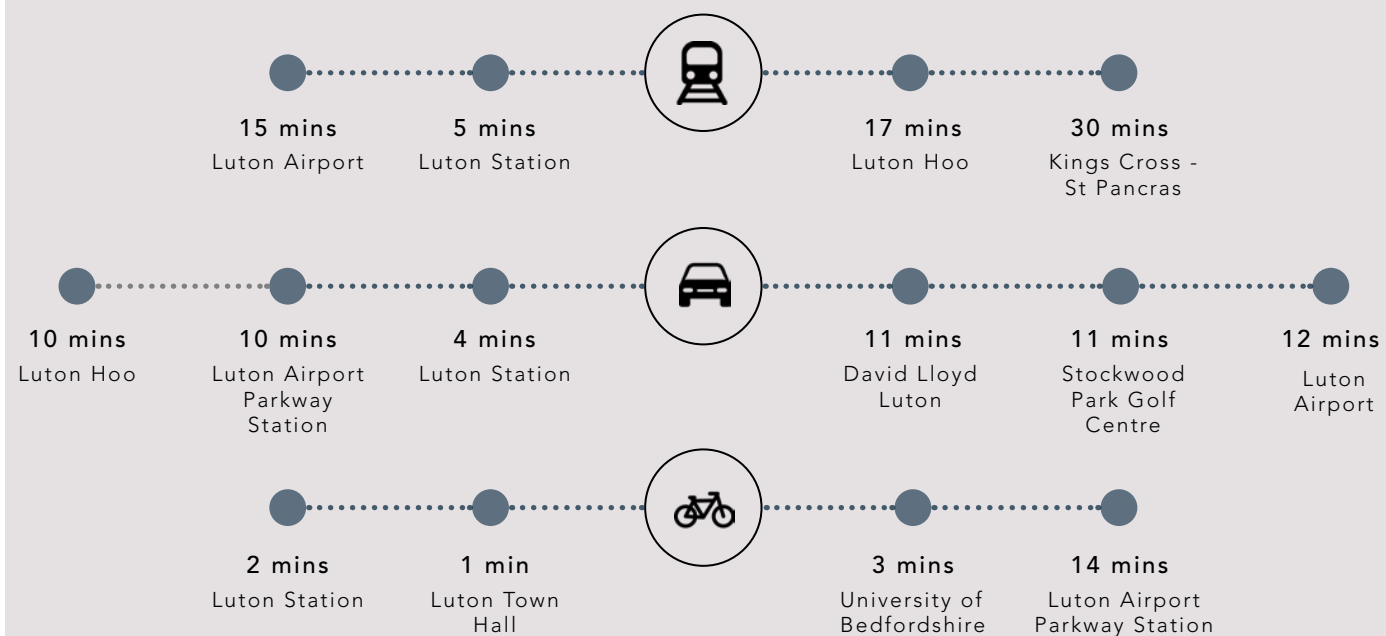 15 mins
Luton Airport
5 mins
Luton Station
17 mins
Luton Hoo
30 mins
Kings Cross -
St Pancras
10 mins
Luton Hoo
10 mins
Luton Airport
Parkway
Station
4 mins
Luton Station
11 mins
David Lloyd
Luton
11 mins
Stockwood
Park Golf
Centre
12 mins
Luton
Airport
2 mins
Luton Station
1 min
Luton Town
Hall
3 mins
University of
Bedfordshire
14 mins
Luton Airport
Parkway Station